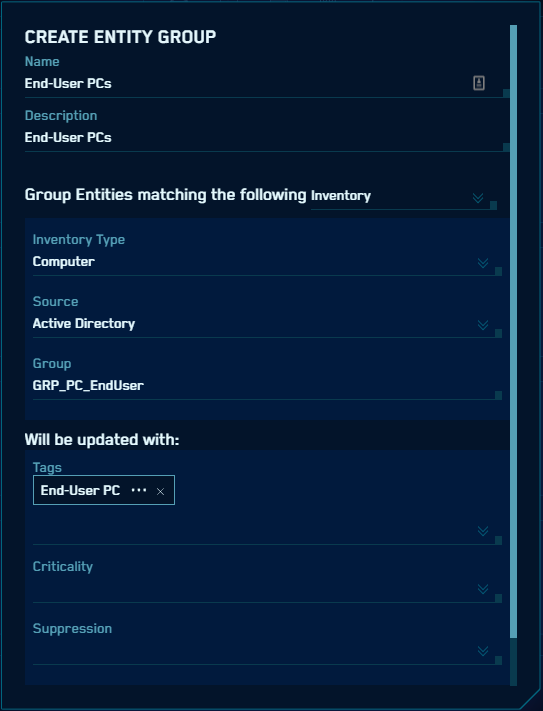 CREATE ENTITY GROUP
Name
End-User PCs
Description
End-User PCs
Group Entities matching the following Inventory
Inventory Type
Computer
Source
Active Directory
Group
GRP_PC_EndUser
Will be updated with:
Tags
End-User PC ··· ×
Criticality
Suppression